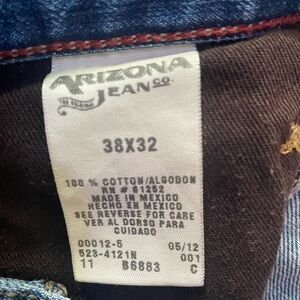 ARIZONA
THE ORIGINAL JEAN CO.
38X32
100 % COTTON/ALGODON
RN # 61252
MADE IN MEXICO
HECHO EN MEXICO
SEE REVERSE FOR CARE
VER AL DORSO PARA
CUIDADO
00012-5 05/12
523-4121N 001
11 B6883 C